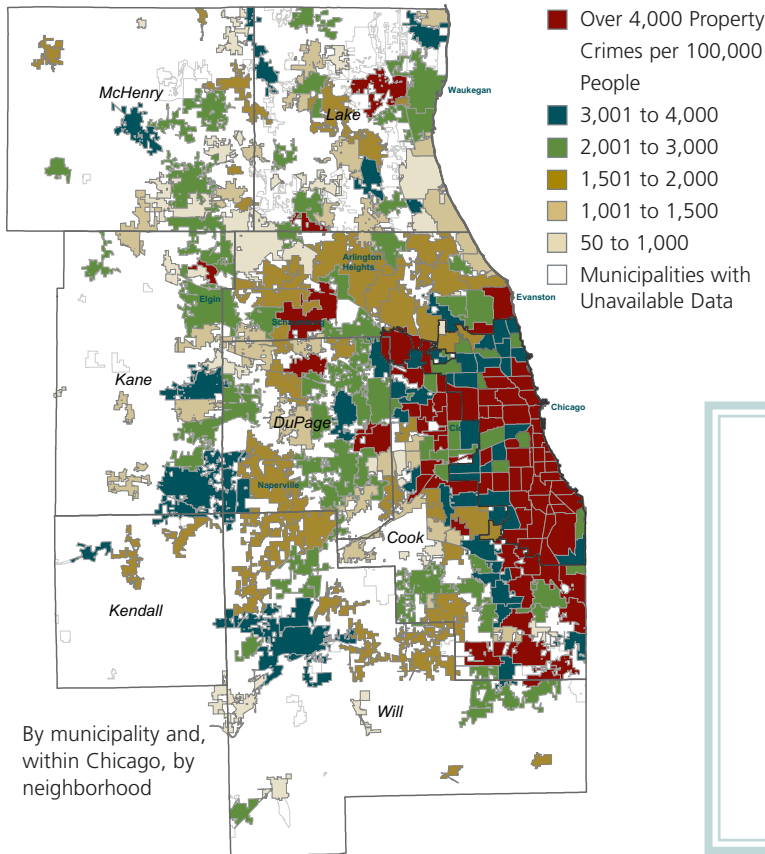 Over 4,000 Property
Crimes per 100,000
People
3,001 to 4,000
2,001 to 3,000
1,501 to 2,000
1,001 to 1,500
50 to 1,000
Municipalities with
Unavailable Data
McHenry
Lake
Waukegan
Arlington
Heights
Evanston
Elgin
Kane
Chicago
DuPage
Naperville
Cook
Kendall
Will
By municipality and,
within Chicago, by
neighborhood